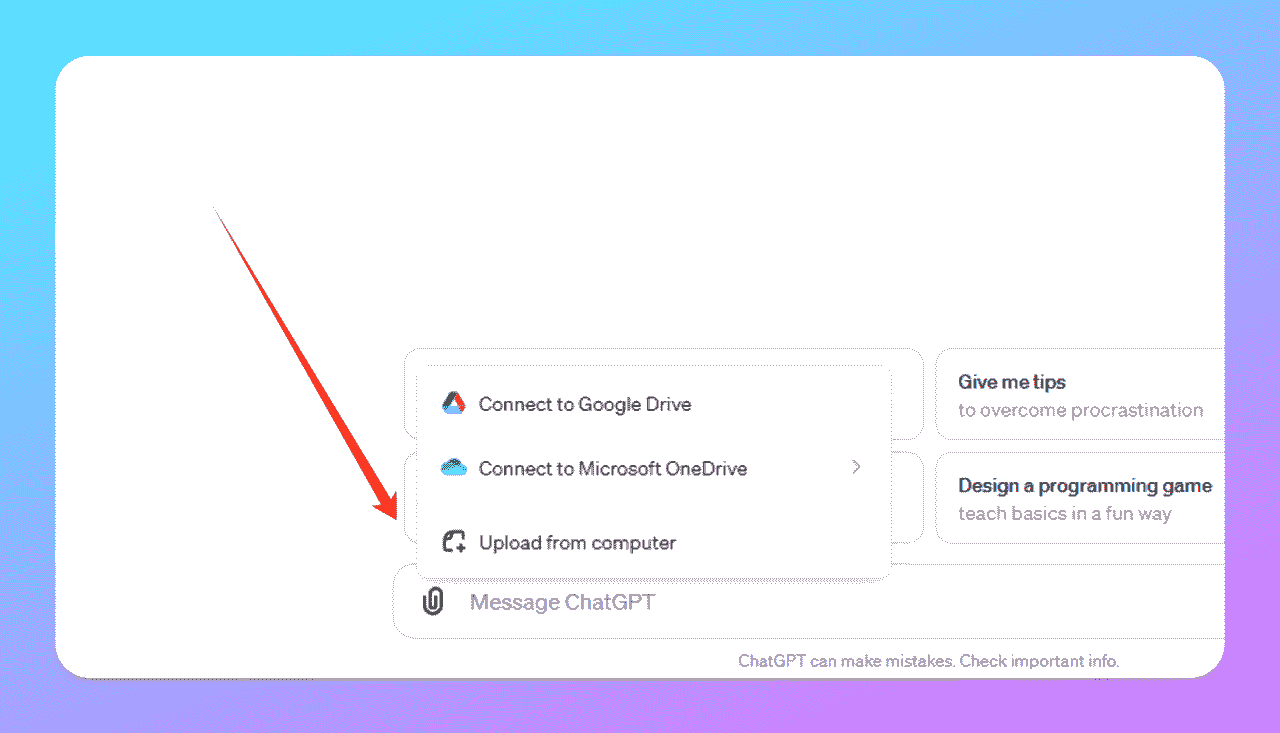 Connect to Google Drive
Connect to Microsoft OneDrive
Upload from computer
Give me tips
to overcome procrastination
Design a programming game
teach basics in a fun way
Message ChatGPT
ChatGPT can make mistakes. Check important info.